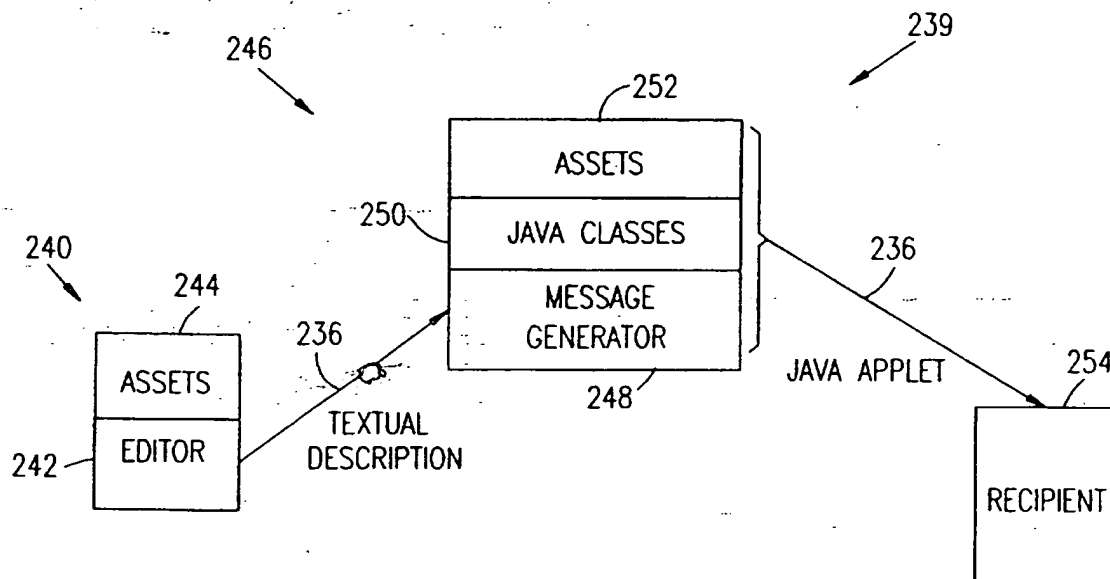 239
246
252
ASSETS
250
JAVA CLASSES
240
236
244
MESSAGE
GENERATOR
236
JAVA APPLET
254
ASSETS
248
TEXTUAL
DESCRIPTION
242
EDITOR
RECIPIENT